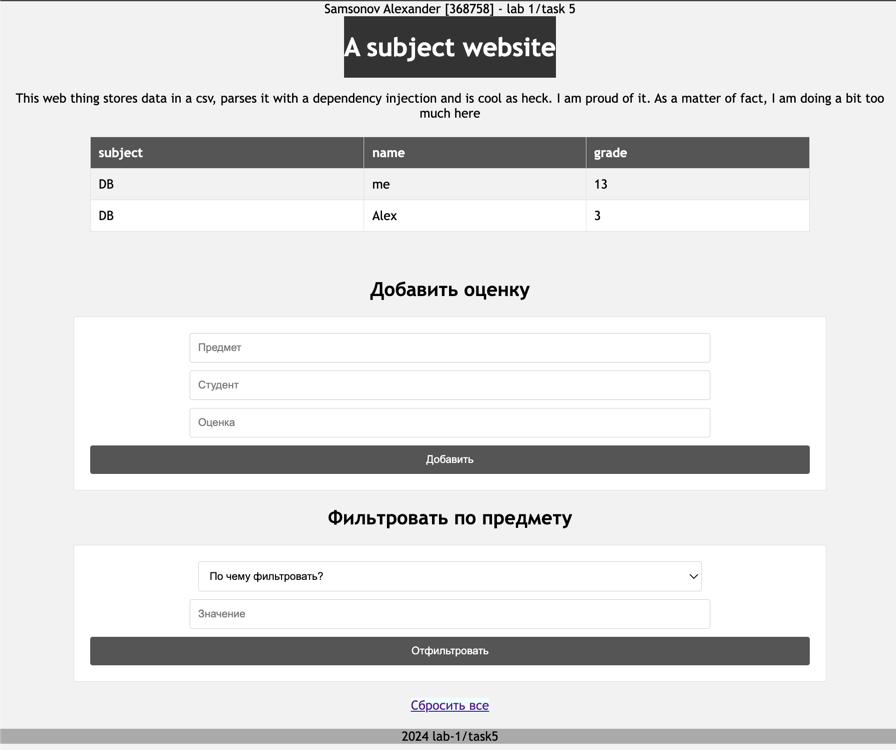 Samsonov Alexander [368758] - lab 1/task 5
A subject website
This web thing stores data in a csv, parses it with a dependency injection and is cool as heck. I am proud of it. As a matter of fact, I am doing a bit too
much here
subject name grade
DB me 13
DB Alex 3
Добавить оценку
Предмет
Студент
Оценка
Добавить
Фильтровать по предмету
По чему фильтровать?
Значение
Отфильтровать
Сбросить все
2024 lab-1/task5